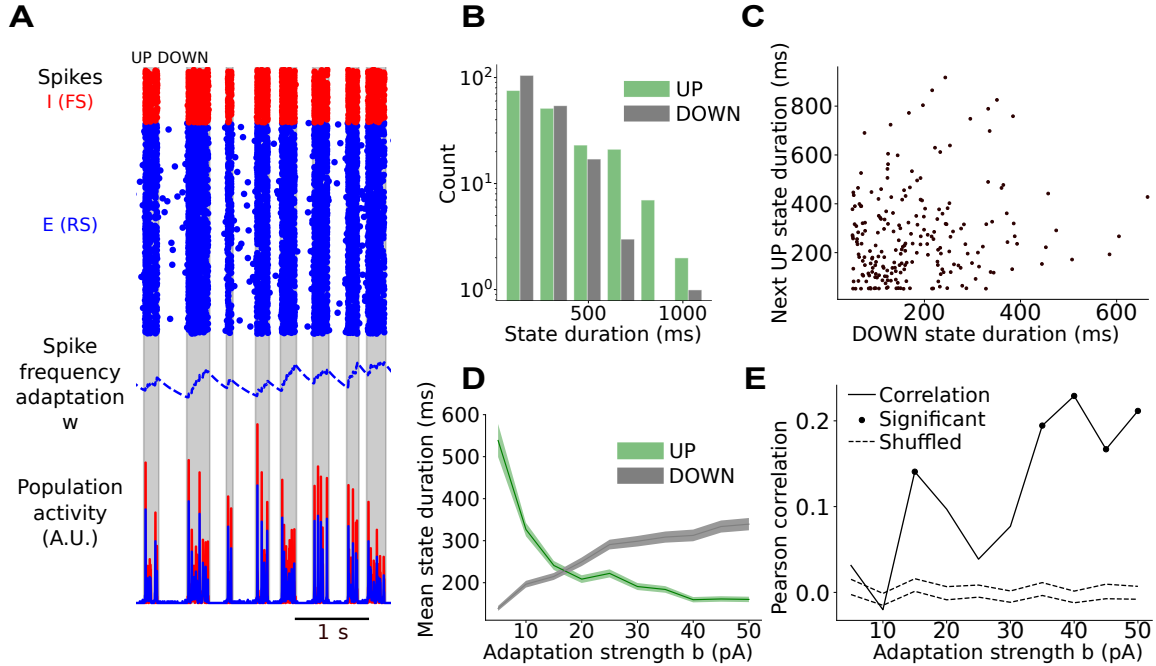 A
UP DOWN
Spikes
I (FS)
E (RS)
Spike
frequency
adaptation
w
Population
activity
(A.U.)
1 s
B
Count
10²
10¹
10⁰
UP
DOWN
500
1000
State duration (ms)
C
Next UP state duration (ms)
800
600
400
200
200
400
600
DOWN state duration (ms)
D
Mean state duration (ms)
600
500
400
300
200
UP
DOWN
10
20
30
40
50
Adaptation strength b (pA)
E
Pearson correlation
0.2
0.1
0.0
Correlation
Significant
Shuffled
10
20
30
40
50
Adaptation strength b (pA)